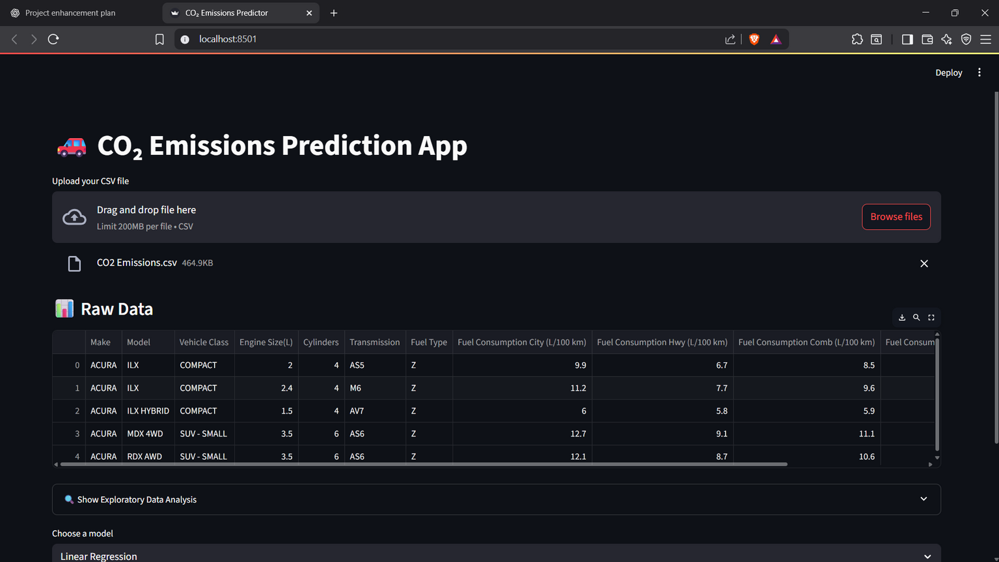 Project enhancement plan
CO₂ Emissions Predictor
localhost:8501
Deploy
CO₂ Emissions Prediction App
Upload your CSV file
Drag and drop file here
Limit 200MB per file • CSV
Browse files
CO2 Emissions.csv 464.9KB
Raw Data
Make Model Vehicle Class Engine Size(L) Cylinders Transmission Fuel Type Fuel Consumption City (L/100 km) Fuel Consumption Hwy (L/100 km) Fuel Consumption Comb (L/100 km) Fuel Consum
0 ACURA ILX COMPACT 2 4 AS5 Z 9.9 6.7 8.5
1 ACURA ILX COMPACT 2.4 4 M6 Z 11.2 7.7 9.6
2 ACURA ILX HYBRID COMPACT 1.5 4 AV7 Z 6 5.8 5.9
3 ACURA MDX 4WD SUV - SMALL 3.5 6 AS6 Z 12.7 9.1 11.1
4 ACURA RDX AWD SUV - SMALL 3.5 6 AS6 Z 12.1 8.7 10.6
Show Exploratory Data Analysis
Choose a model
Linear Regression